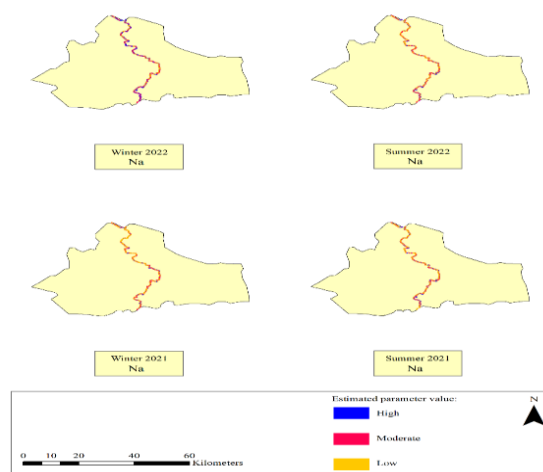 Winter 2022
Na
Summer 2022
Na
Winter 2021
Na
Summer 2021
Na
Estimated parameter value:
N
High
Moderate
Low
0 10 20 40 60
Kilometers